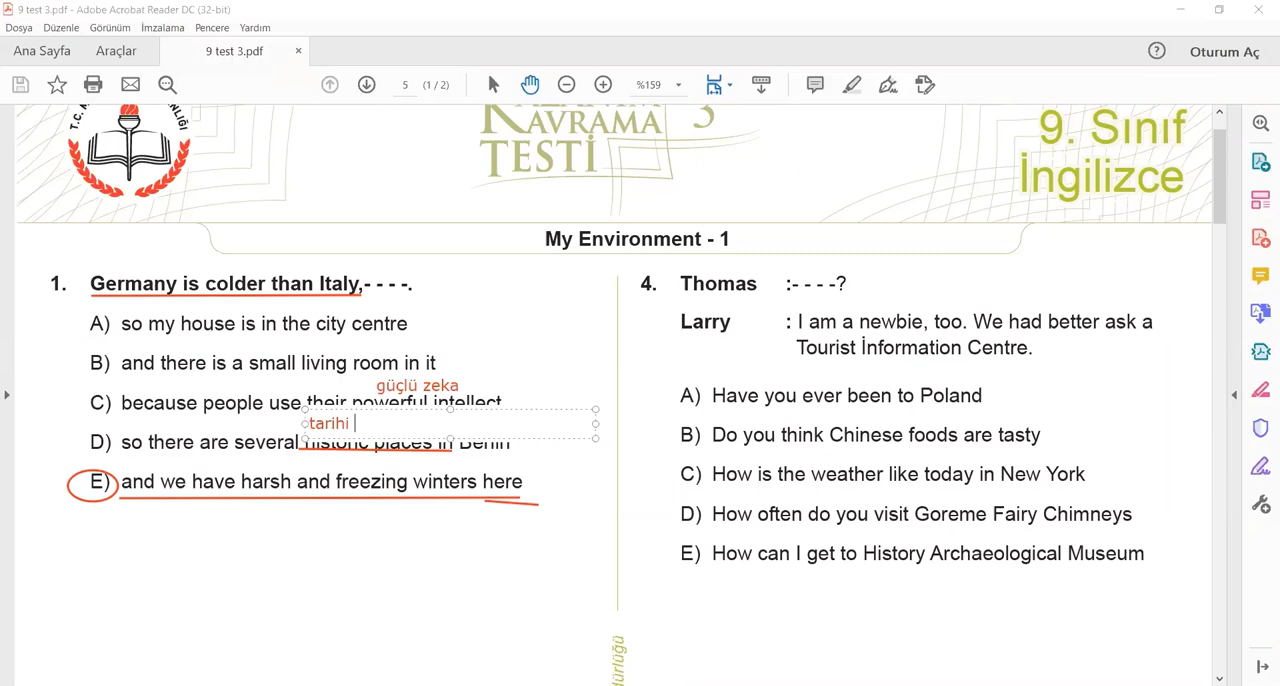 9 test 3.pdf - Adobe Acrobat Reader DC (32-bit)
Dosya Düzenle Görünüm İmzalama Pencere Yardım
Ana Sayfa Araçlar 9 test 3.pdf × Oturum Aç
5 (1 / 2) %159
KAVRAMA 3
TESTİ
9. Sınıf
İngilizce
My Environment - 1
1. Germany is colder than Italy,- - - -.
A) so my house is in the city centre
B) and there is a small living room in it
güçlü zeka
C) because people use their powerful intellect
tarihi
D) so there are several historic places in Berlin
E) and we have harsh and freezing winters here
4. Thomas :- - - -?
Larry : I am a newbie, too. We had better ask a
Tourist İnformation Centre.
A) Have you ever been to Poland
B) Do you think Chinese foods are tasty
C) How is the weather like today in New York
D) How often do you visit Goreme Fairy Chimneys
E) How can I get to History Archaeological Museum